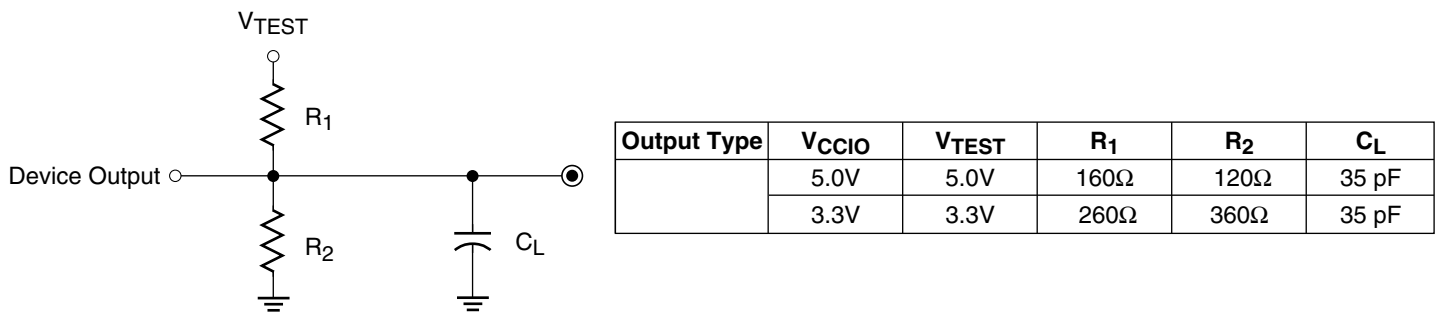 VTEST
R1
Device Output
R2
CL
Output Type VCCIO VTEST R1 R2 CL
5.0V 5.0V 160Ω 120Ω 35 pF
3.3V 3.3V 260Ω 360Ω 35 pF